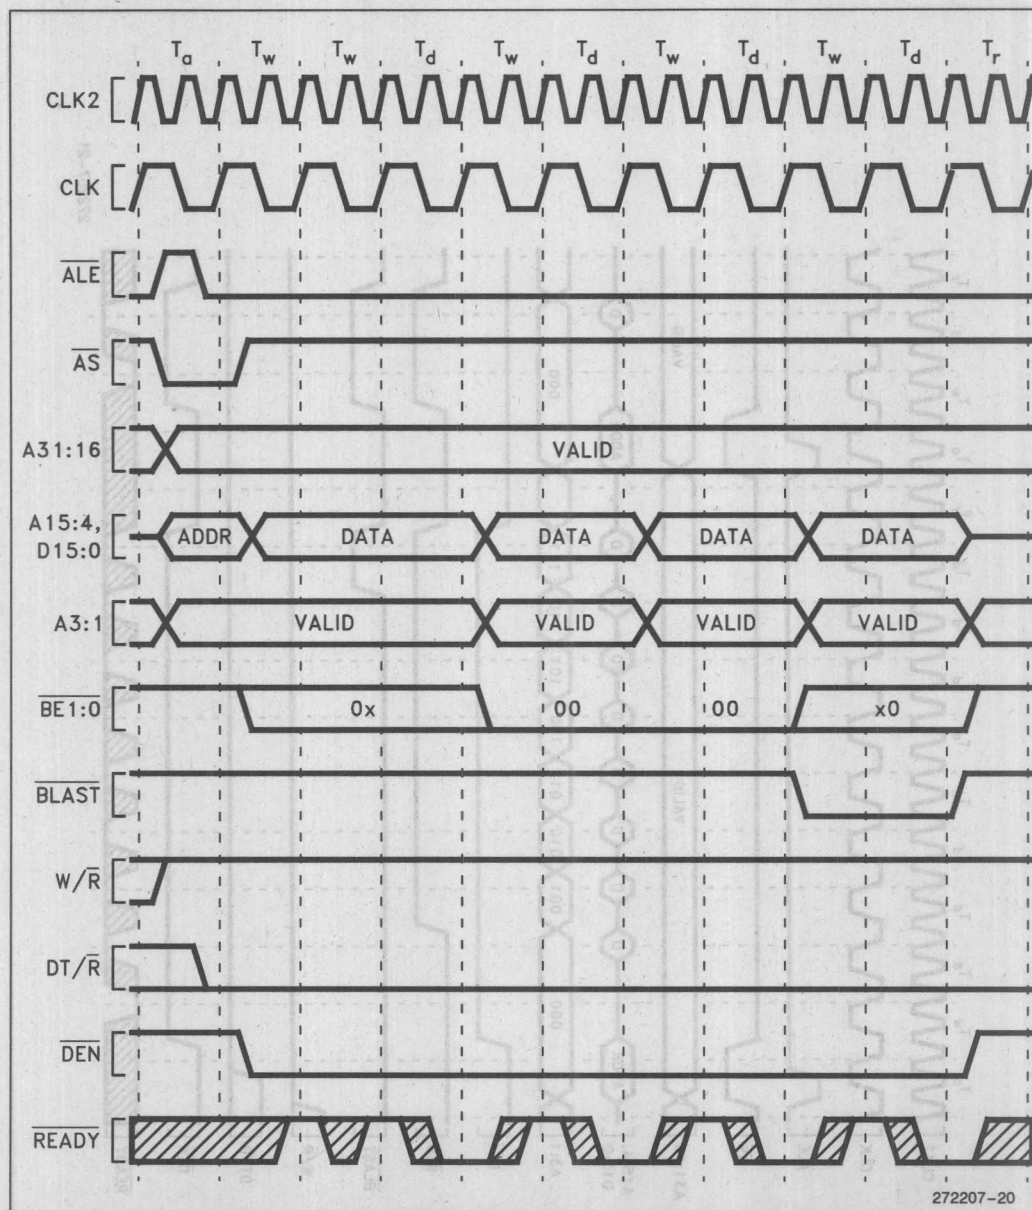 Ta Tw Tw Td Tw Td Tw Td Tw Td Tr
CLK2
CLK
ALE
AS
A31:16 VALID
A15:4,
D15:0 ADDR DATA DATA DATA DATA
A3:1 VALID VALID VALID VALID
BE1:0 0x 00 00 x0
BLAST
W/R
DT/R
DEN
READY
272207-20